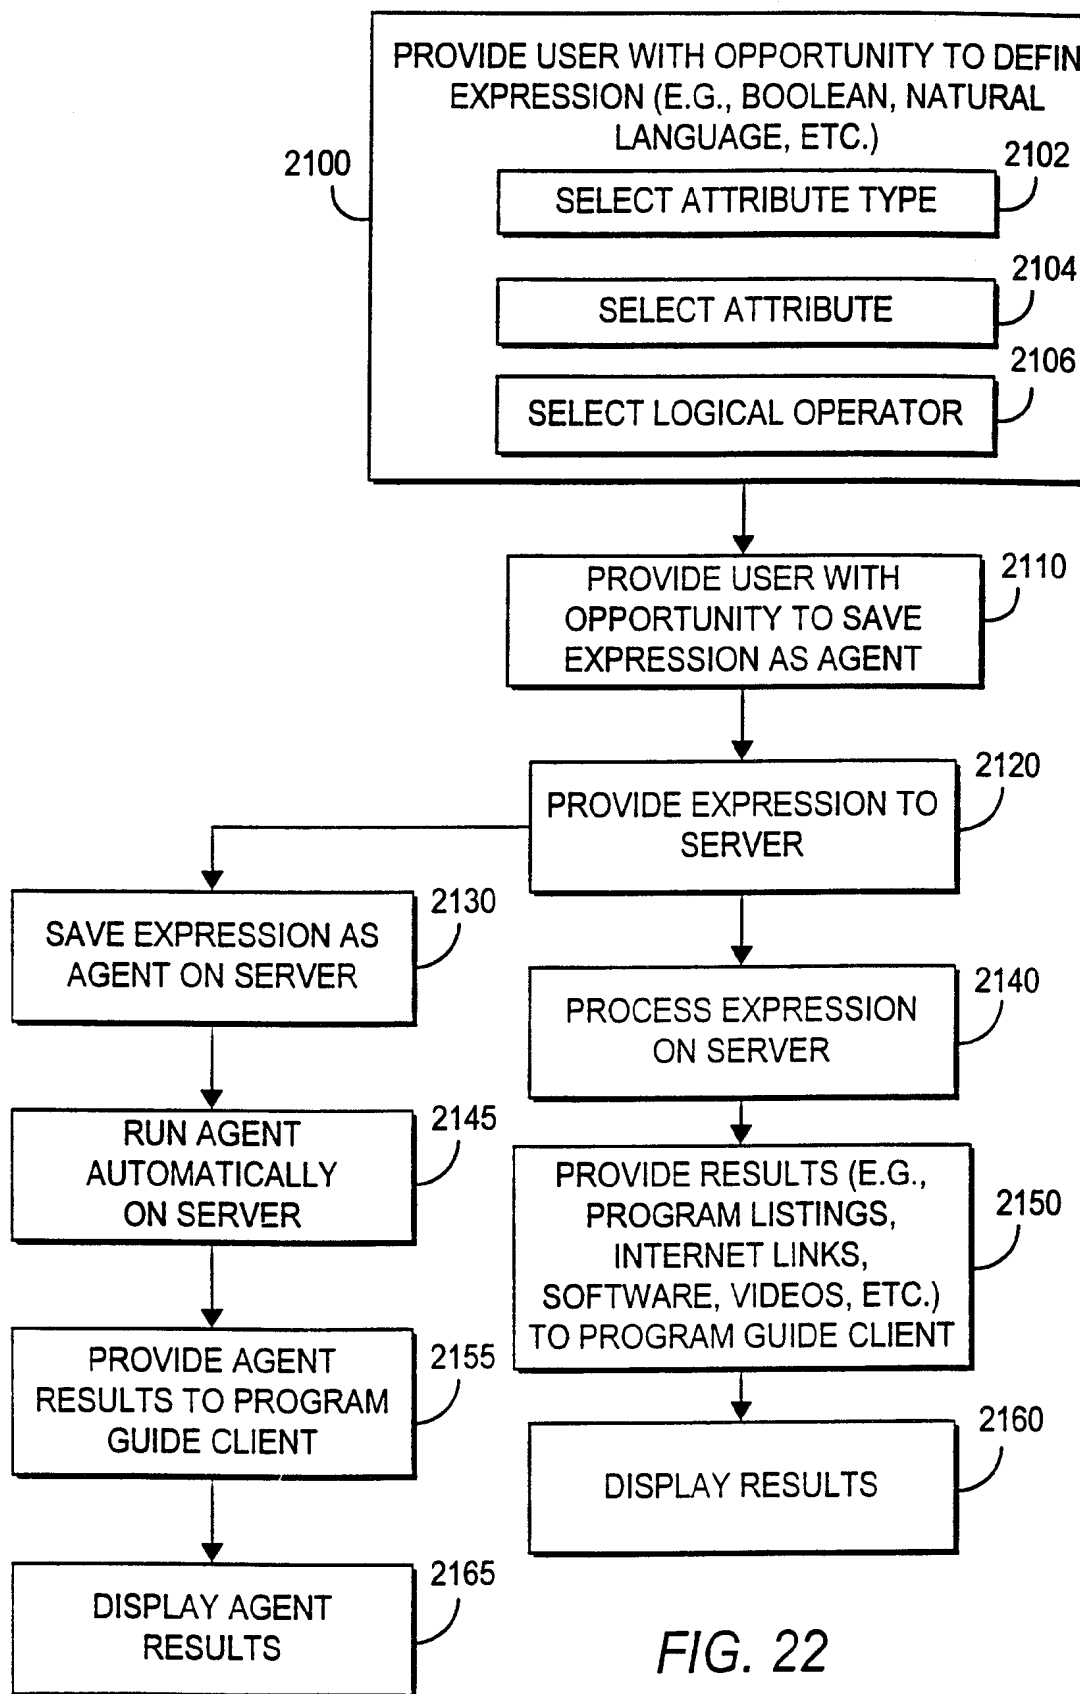 PROVIDE USER WITH OPPORTUNITY TO DEFIN
EXPRESSION (E.G., BOOLEAN, NATURAL
LANGUAGE, ETC.)
2100
2102
SELECT ATTRIBUTE TYPE
2104
SELECT ATTRIBUTE
2106
SELECT LOGICAL OPERATOR
2110
PROVIDE USER WITH
OPPORTUNITY TO SAVE
EXPRESSION AS AGENT
2120
PROVIDE EXPRESSION TO
SERVER
2130
SAVE EXPRESSION AS
AGENT ON SERVER
2140
PROCESS EXPRESSION
ON SERVER
2145
RUN AGENT
AUTOMATICALLY
ON SERVER
2150
PROVIDE RESULTS (E.G.,
PROGRAM LISTINGS,
INTERNET LINKS,
SOFTWARE, VIDEOS, ETC.)
TO PROGRAM GUIDE CLIENT
2155
PROVIDE AGENT
RESULTS TO PROGRAM
GUIDE CLIENT
2160
DISPLAY RESULTS
2165
DISPLAY AGENT
RESULTS
FIG. 22